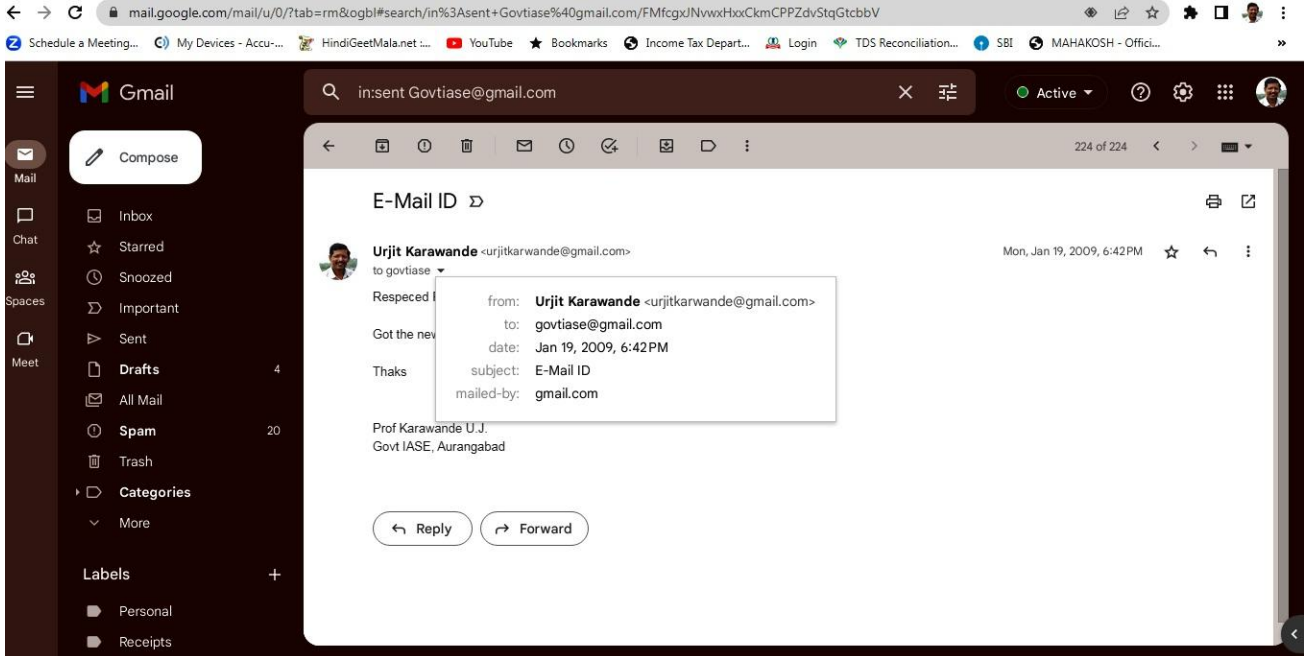 mail.google.com/mail/u/0/?tab=rm&ogbl#search/in%3Asent+Govtiase%40gmail.com/FMfcgxJNvwxHxxCkmCPPZdvStqGtcbbV
Schedule a Meeting... My Devices - Accu-... HindiGeetMala.net :... YouTube Bookmarks Income Tax Depart... Login TDS Reconciliation... SBI MAHAKOSH - Offici... »
Gmail in:sent Govtiase@gmail.com Active
Compose 224 of 224
Mail
E-Mail ID
Inbox
Chat
Starred
Urjit Karawande <urjitkarwande@gmail.com> Mon, Jan 19, 2009, 6:42 PM
to govtiase
Snoozed
Spaces
Respeced
from: Urjit Karawande <urjitkarwande@gmail.com>
Important
to: govtiase@gmail.com
Got the new
Sent
date: Jan 19, 2009, 6:42 PM
Meet
Drafts 4
Thaks
subject: E-Mail ID
mailed-by: gmail.com
All Mail
Spam 20
Prof Karawande U.J.
Govt IASE, Aurangabad
Trash
Categories
More
Reply Forward
Labels +
Personal
Receipts